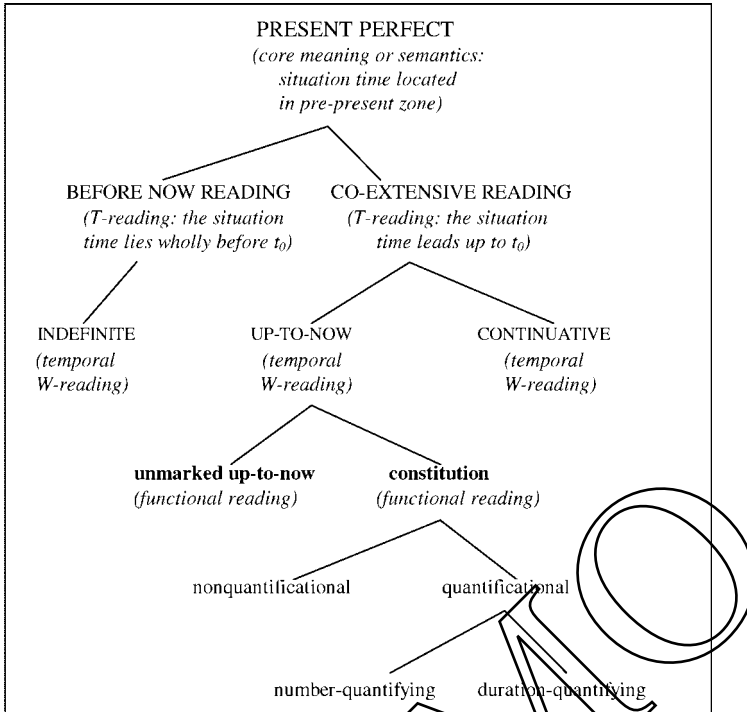 PRESENT PERFECT
(core meaning or semantics:
situation time located
in pre-present zone)
BEFORE NOW READING
(T-reading: the situation
time lies wholly before t₀)
CO-EXTENSIVE READING
(T-reading: the situation
time leads up to t₀)
INDEFINITE
(temporal
W-reading)
UP-TO-NOW
(temporal
W-reading)
CONTINUATIVE
(temporal
W-reading)
unmarked up-to-now
(functional reading)
constitution
(functional reading)
nonquantificational
quantificational
number-quantifying
duration-quantifying